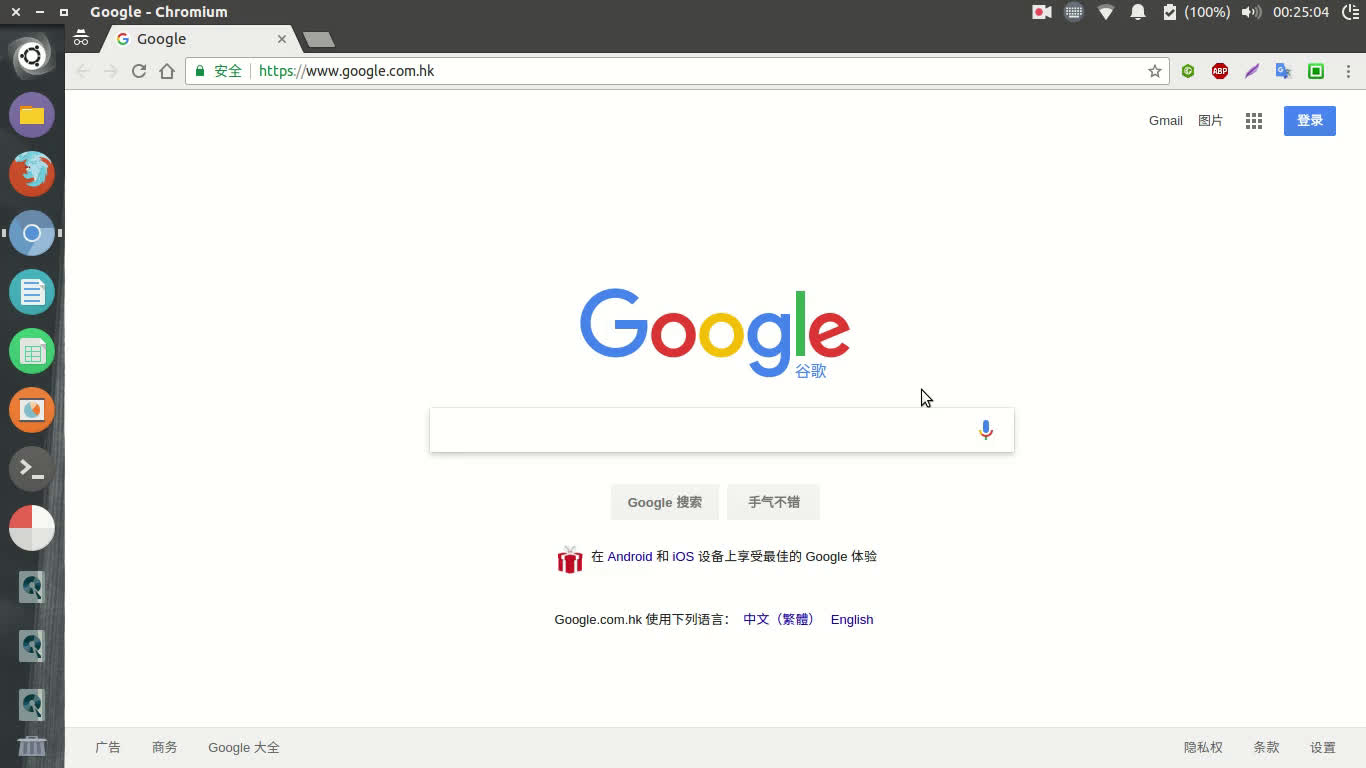 Google - Chromium
(100%)
00:25:04
Google
安全
https://www.google.com.hk
ABP
Gmail 图片 登录
Google
谷歌
Google 搜索 手气不错
在 Android 和 iOS 设备上享受最佳的 Google 体验
Google.com.hk 使用下列语言： 中文（繁體） English
广告 商务 Google 大全 隐私权 条款 设置